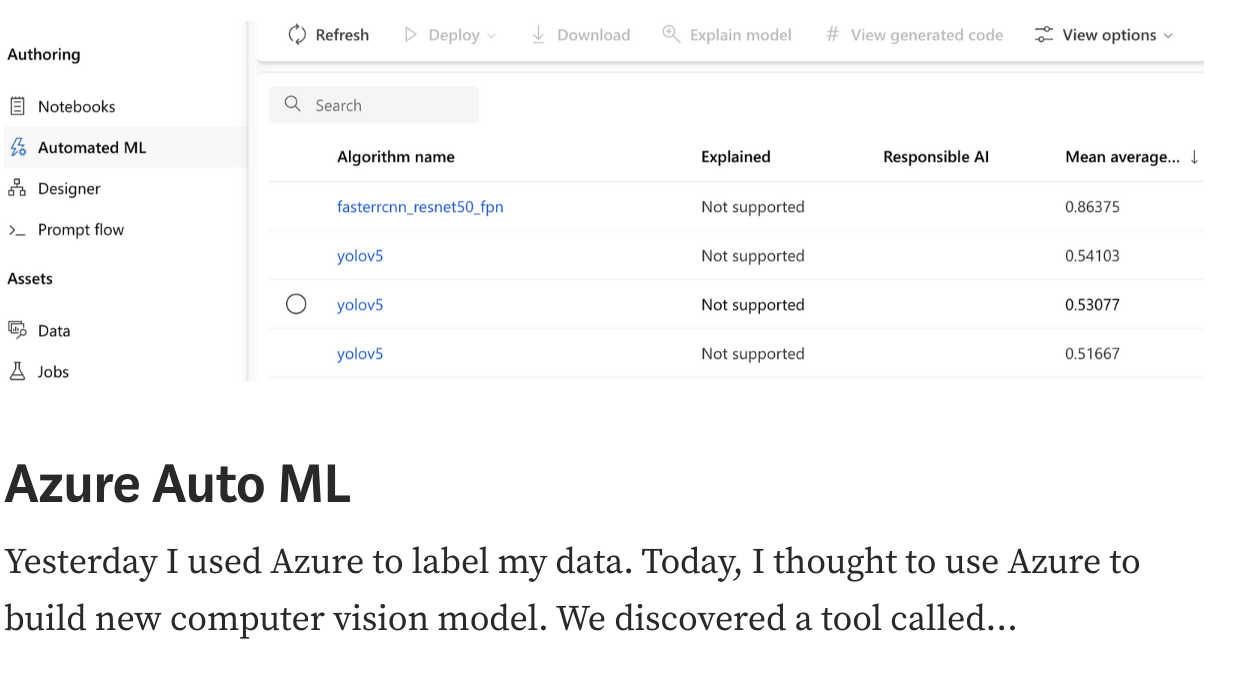 Authoring
Notebooks
Automated ML
Designer
Prompt flow
Assets
Data
Jobs
Refresh Deploy Download Explain model # View generated code View options
Search
Algorithm name Explained Responsible AI Mean average... ↓
fasterrcnn_resnet50_fpn Not supported 0.86375
yolov5 Not supported 0.54103
yolov5 Not supported 0.53077
yolov5 Not supported 0.51667
Azure Auto ML
Yesterday I used Azure to label my data. Today, I thought to use Azure to
build new computer vision model. We discovered a tool called...